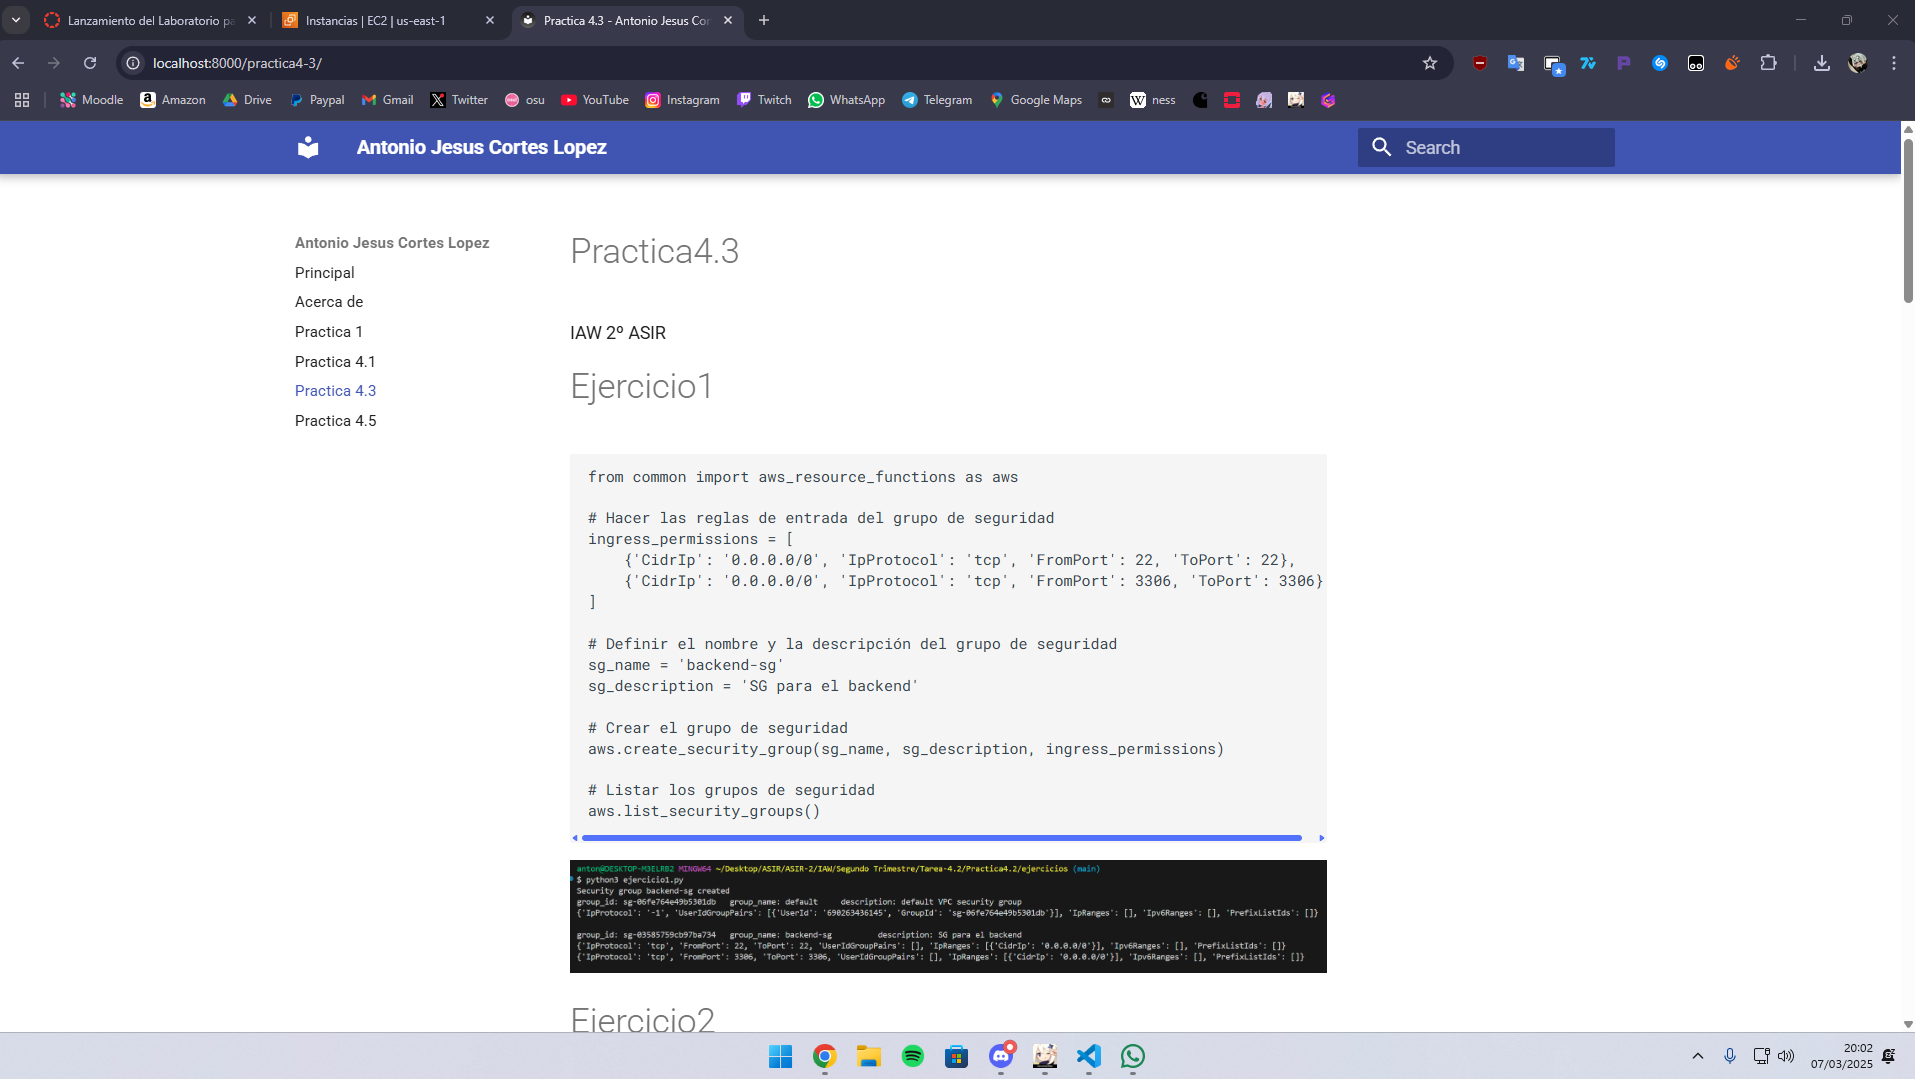 Lanzamiento del Laboratorio pa
Instancias | EC2 | us-east-1
Practica 4.3 - Antonio Jesus Cor
localhost:8000/practica4-3/
Moodle
Amazon
Drive
Paypal
Gmail
Twitter
osu
YouTube
Instagram
Twitch
WhatsApp
Telegram
Google Maps
ness
Antonio Jesus Cortes Lopez
Search
Antonio Jesus Cortes Lopez
Principal
Acerca de
Practica 1
Practica 4.1
Practica 4.3
Practica 4.5
Practica4.3
IAW 2º ASIR
Ejercicio1
from common import aws_resource_functions as aws
# Hacer las reglas de entrada del grupo de seguridad
ingress_permissions = [
    {'CidrIp': '0.0.0.0/0', 'IpProtocol': 'tcp', 'FromPort': 22, 'ToPort': 22},
    {'CidrIp': '0.0.0.0/0', 'IpProtocol': 'tcp', 'FromPort': 3306, 'ToPort': 3306}
]
# Definir el nombre y la descripción del grupo de seguridad
sg_name = 'backend-sg'
sg_description = 'SG para el backend'
# Crear el grupo de seguridad
aws.create_security_group(sg_name, sg_description, ingress_permissions)
# Listar los grupos de seguridad
aws.list_security_groups()
anton@DESKTOP-M3ELRB2 MINGW64 ~/Desktop/ASIR/ASIR-2/IAW/Segundo Trimestre/Tarea-4.2/Practica4.2/ejercicios (main)
$ python3 ejercicio1.py
Security group backend-sg created
group_id: sg-06fe764e49b5301db   group_name: default     description: default VPC security group
{'IpProtocol': '-1', 'UserIdGroupPairs': [{'UserId': '690263436145', 'GroupId': 'sg-06fe764e49b5301db'}], 'IpRanges': [], 'Ipv6Ranges': [], 'PrefixListIds': []}
group_id: sg-03585759cb97ba734   group_name: backend-sg          description: SG para el backend
{'IpProtocol': 'tcp', 'FromPort': 22, 'ToPort': 22, 'UserIdGroupPairs': [], 'IpRanges': [{'CidrIp': '0.0.0.0/0'}], 'Ipv6Ranges': [], 'PrefixListIds': []}
{'IpProtocol': 'tcp', 'FromPort': 3306, 'ToPort': 3306, 'UserIdGroupPairs': [], 'IpRanges': [{'CidrIp': '0.0.0.0/0'}], 'Ipv6Ranges': [], 'PrefixListIds': []}
Ejercicio2
20:02
07/03/2025